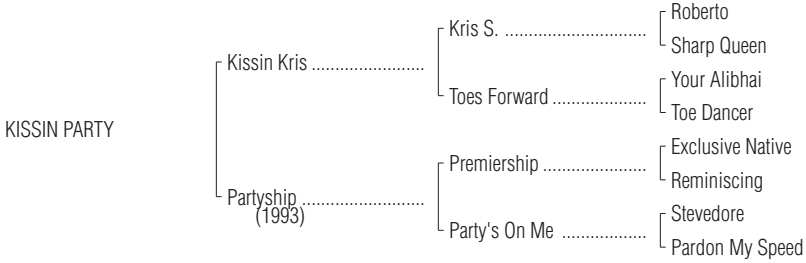 Roberto
Kris S. ..............................
Sharp Queen
Kissin Kris ........................
Your Alibhai
Toes Forward ....................
Toe Dancer
KISSIN PARTY
Exclusive Native
Premiership ......................
Reminiscing
Partyship ..........................
(1993)
Stevedore
Party's On Me ..................
Pardon My Speed